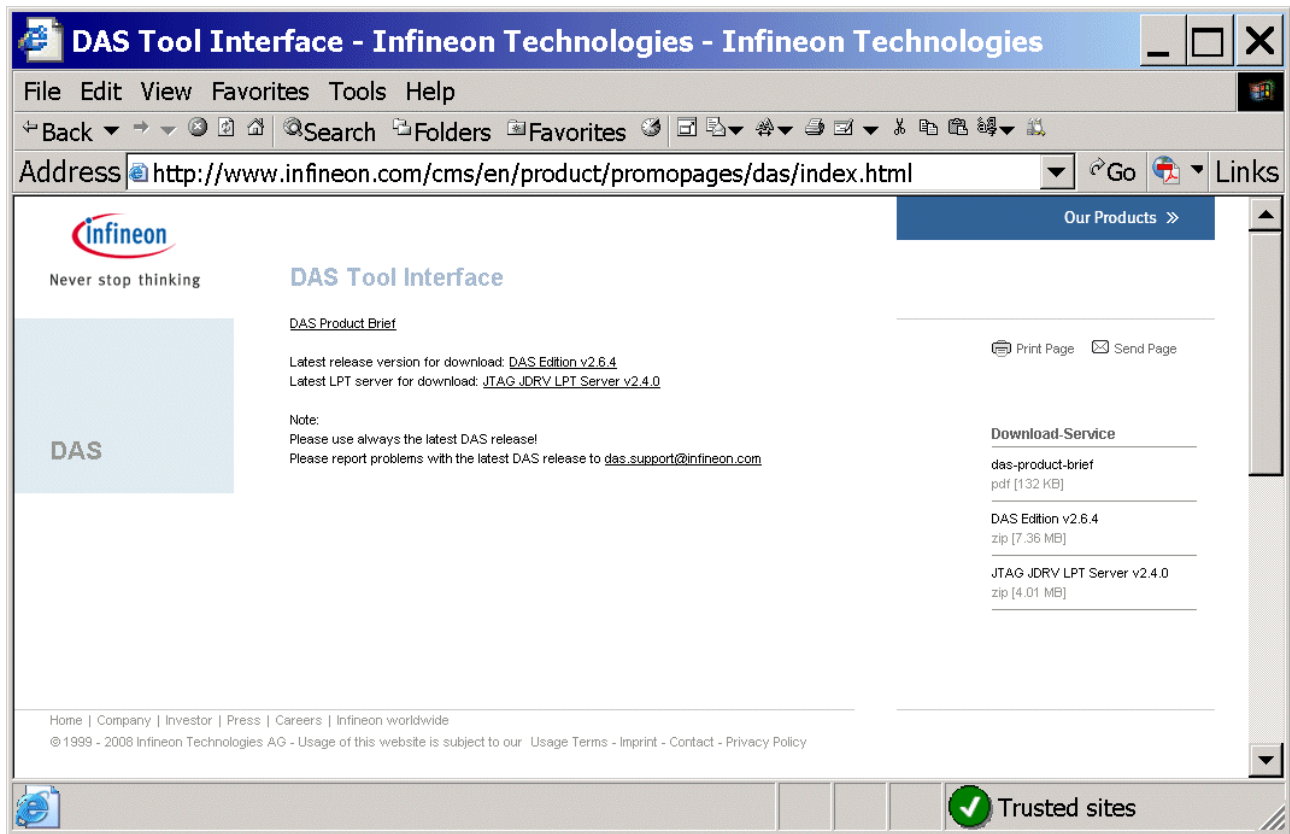 DAS Tool Interface - Infineon Technologies - Infineon Technologies
File Edit View Favorites Tools Help
Back Search Folders Favorites
Address http://www.infineon.com/cms/en/product/promopages/das/index.html Go Links
Our Products »
infineon
Never stop thinking
DAS Tool Interface
DAS Product Brief
Print Page Send Page
Latest release version for download: DAS Edition v2.6.4
Latest LPT server for download: JTAG JDRV LPT Server v2.4.0
Note:
Please use always the latest DAS release!
Please report problems with the latest DAS release to das.support@infineon.com
DAS
Download-Service
das-product-brief
pdf [132 KB]
DAS Edition v2.6.4
zip [7.36 MB]
JTAG JDRV LPT Server v2.4.0
zip [4.01 MB]
Home | Company | Investor | Press | Careers | Infineon worldwide
© 1999 - 2008 Infineon Technologies AG - Usage of this website is subject to our Usage Terms - Imprint - Contact - Privacy Policy
Trusted sites